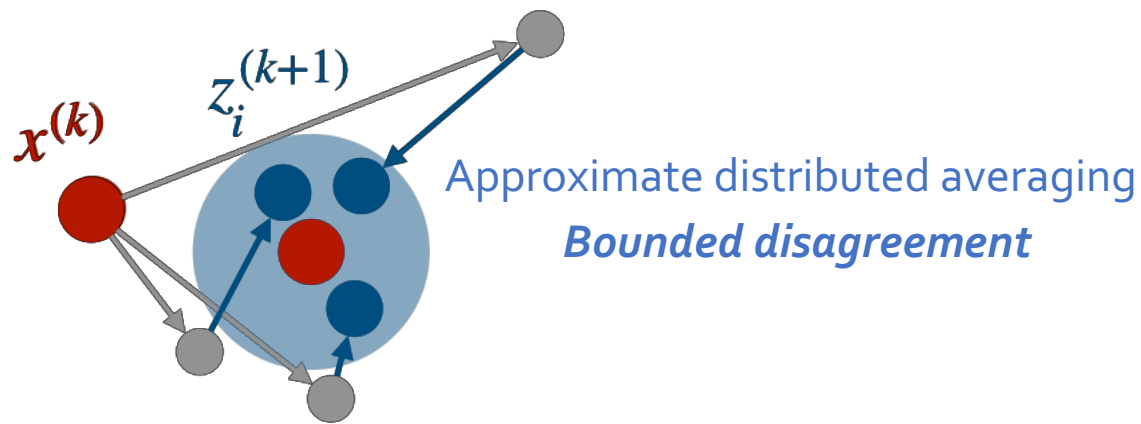 x^(k)
z_i^(k+1)
Approximate distributed averaging
Bounded disagreement